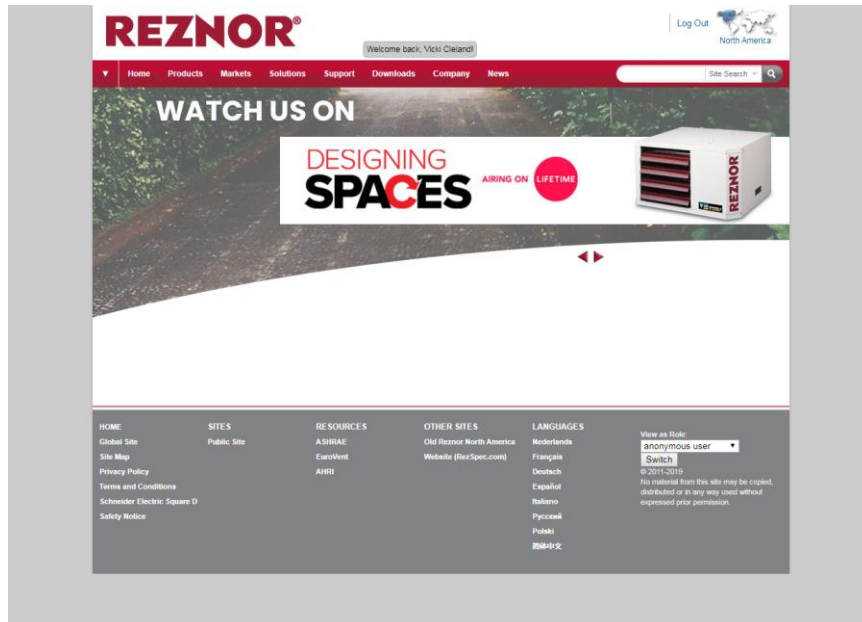 REZNOR®
Log Out
North America
Welcome back, Vicki Cleland!
▼ Home Products Markets Solutions Support Downloads Company News
Site Search
WATCH US ON
DESIGNING
SPACES
AIRING ON LIFETIME
REZNOR
HOME
Global Site
Site Map
Privacy Policy
Terms and Conditions
Schneider Electric Square D
Safety Notice
SITES
Public Site
RESOURCES
ASHRAE
EuroVent
AHRI
OTHER SITES
Old Reznor North America
Website (RezSpec.com)
LANGUAGES
Nederlands
Français
Deutsch
Español
Italiano
Русский
Polski
View as Role:
anonymous user
Switch
© 2011-2019
No material from this site may be copied,
distributed or in any way used without
expressed prior permission.